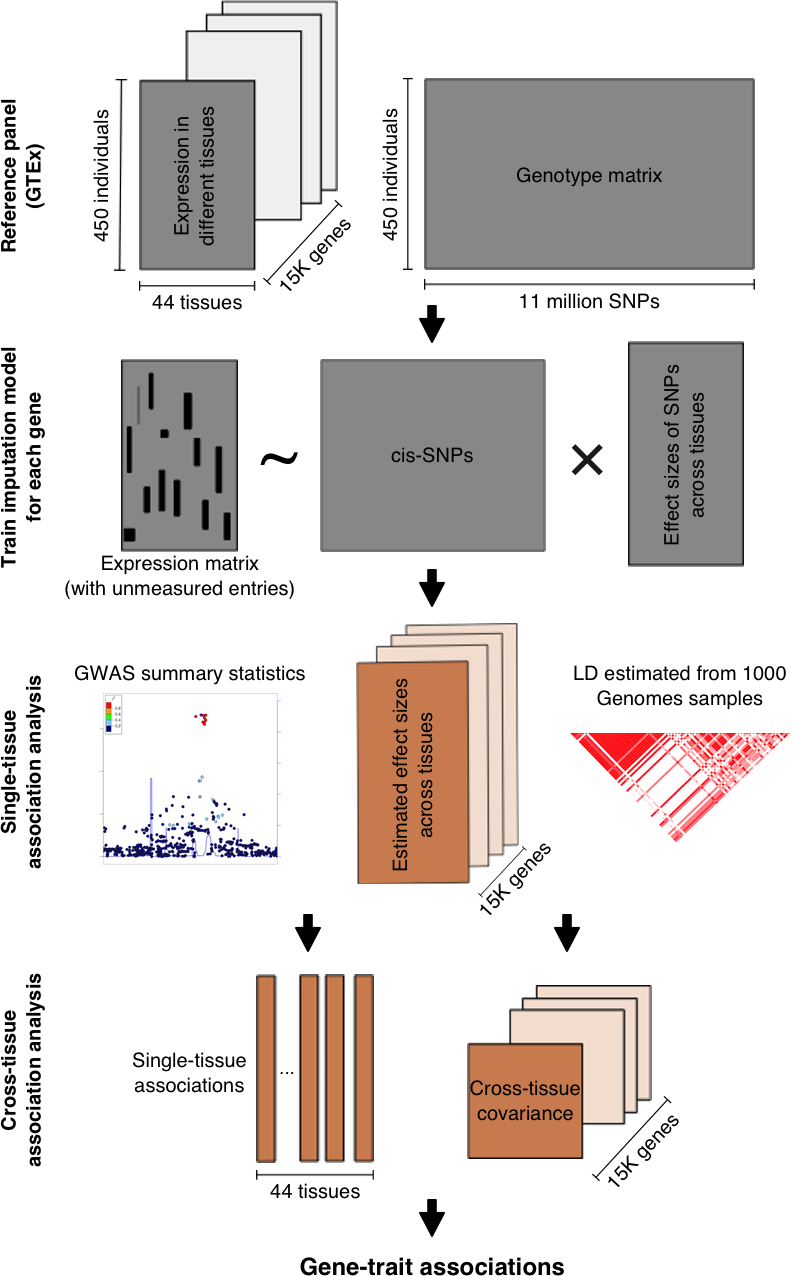 Reference panel
(GTEx)
450 individuals
Expression in
different tissues
44 tissues
15K genes
450 individuals
Genotype matrix
11 million SNPs
Train imputation model
for each gene
Expression matrix
(with unmeasured entries)
~
cis-SNPs
×
Effect sizes of SNPs
across tissues
Single-tissue
association analysis
GWAS summary statistics
Estimated effect sizes
across tissues
15K genes
LD estimated from 1000
Genomes samples
Cross-tissue
association analysis
Single-tissue
associations
...
44 tissues
Cross-tissue
covariance
15K genes
Gene-trait associations